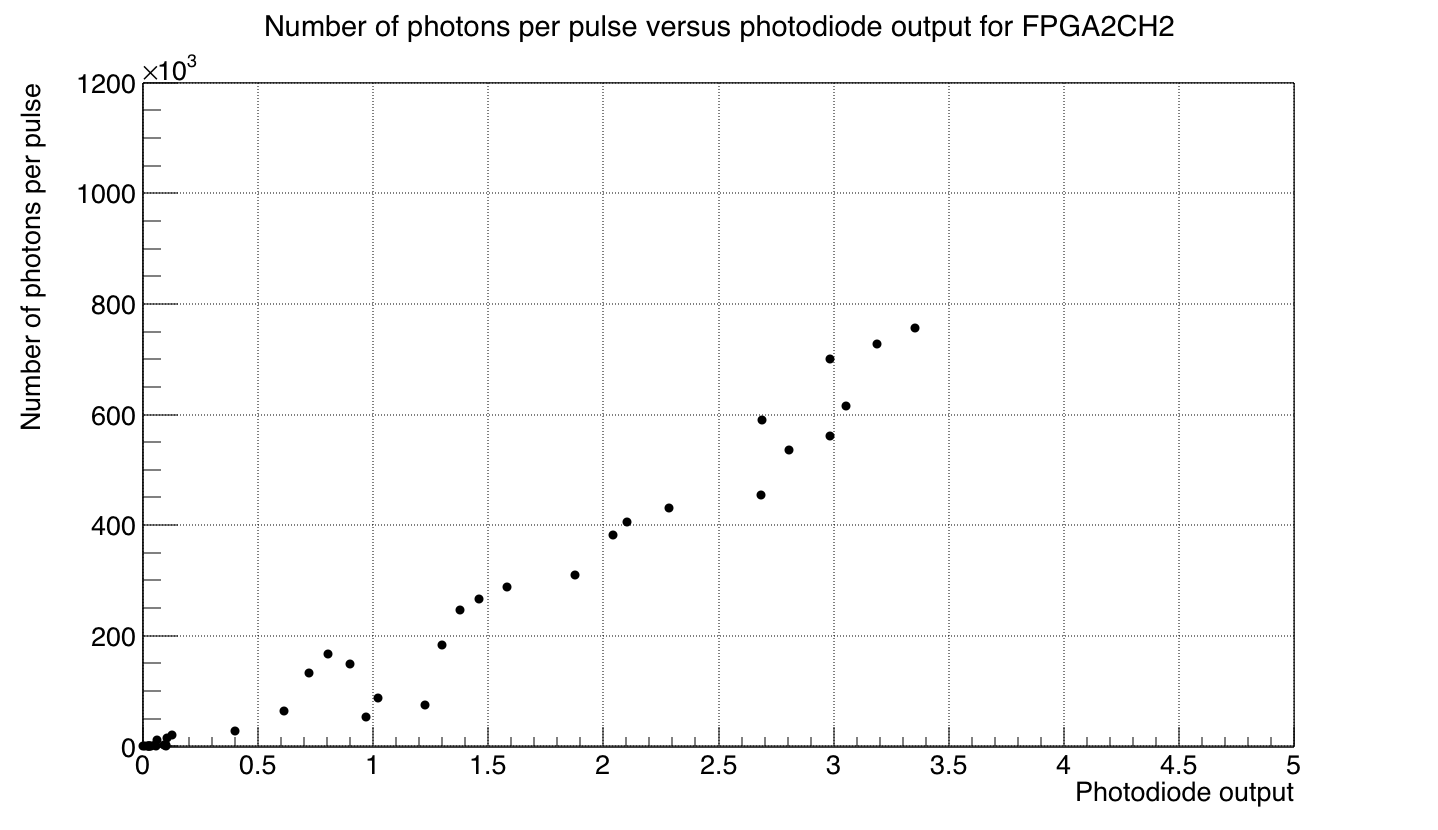 Number of photons per pulse versus photodiode output for FPGA2CH2
×10³
Number of photons per pulse
1200
1000
800
600
400
200
0
0 0.5 1 1.5 2 2.5 3 3.5 4 4.5 5
Photodiode output